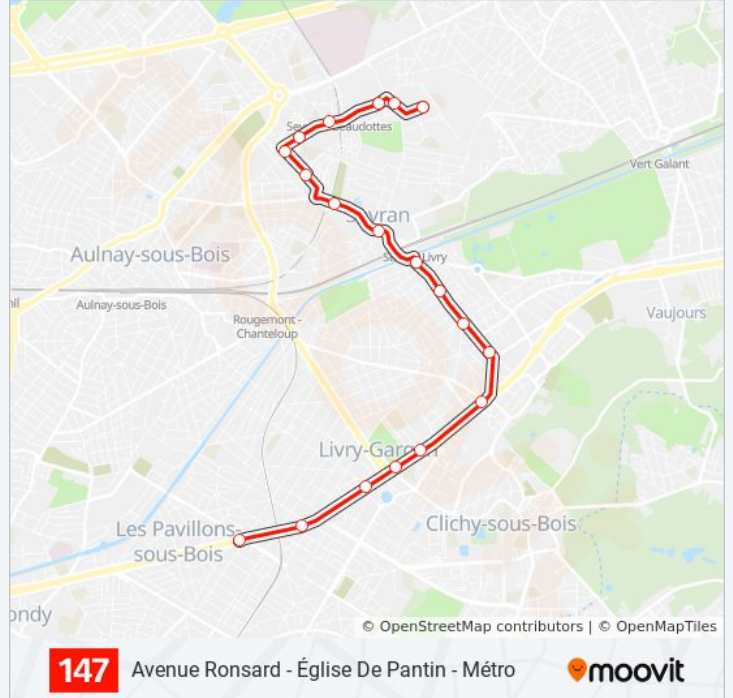 Vert Galant
Aulnay-sous-Bois
Aulnay-sous-Bois
Vaujours
Rougemont -
Chanteloup
Livry-Gargan
Clichy-sous-Bois
Les Pavillons-
sous-Bois
ondy
© OpenStreetMap contributors | © OpenMapTiles
147 Avenue Ronsard - Église De Pantin - Métro moovit